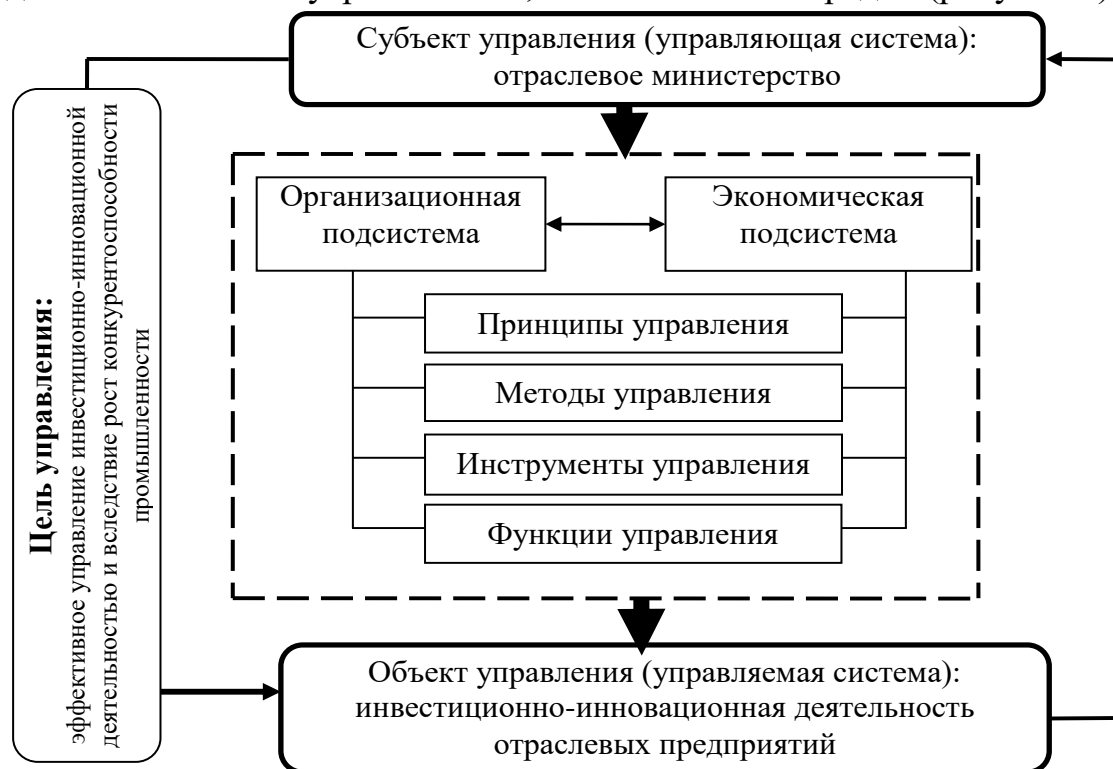 Субъект управления (управляющая система):
отраслевое министерство
Цель управления:
эффективное управление инвестиционно-инновационной
деятельностью и вследствие рост конкурентоспособности
промышленности
Организационная
подсистема
Экономическая
подсистема
Принципы управления
Методы управления
Инструменты управления
Функции управления
Объект управления (управляемая система):
инвестиционно-инновационная деятельность
отраслевых предприятий